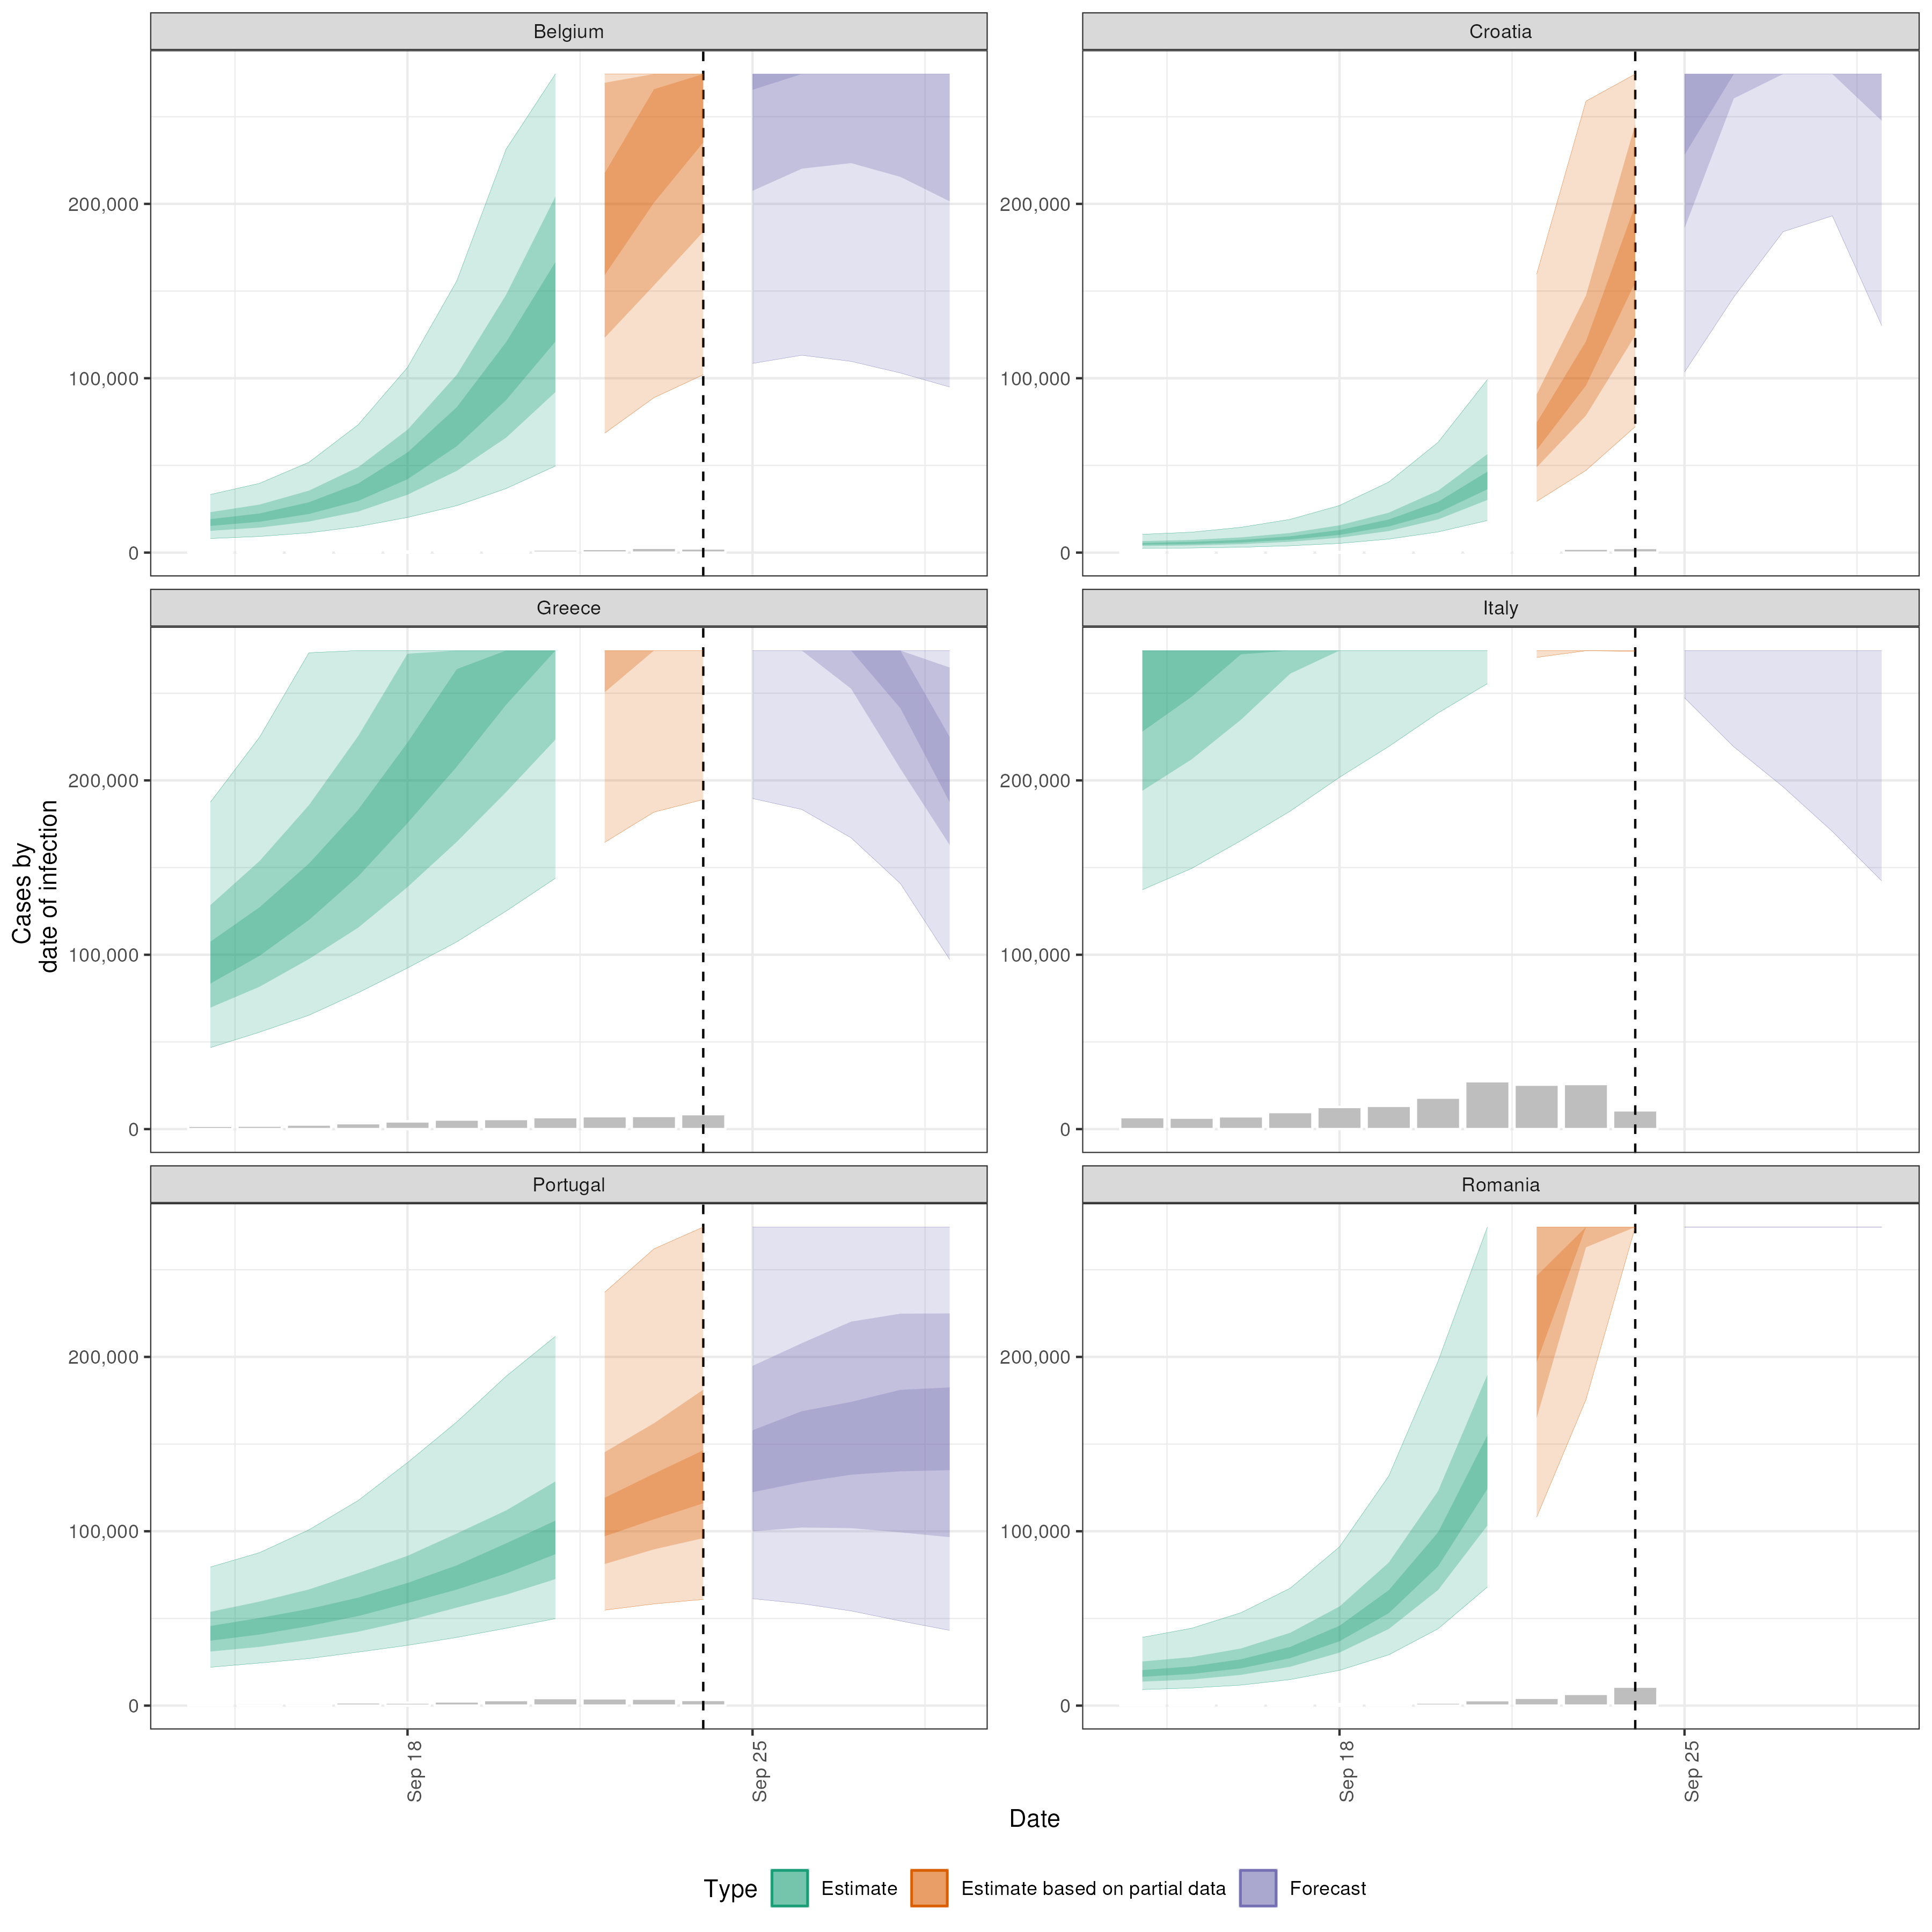 Belgium
Croatia
200,000
100,000
0
200,000
100,000
0
Greece
Italy
200,000
100,000
0
200,000
100,000
0
Cases by
date of infection
Portugal
Romania
200,000
100,000
0
200,000
100,000
0
Sep 18
Sep 25
Sep 18
Sep 25
Date
Type
Estimate
Estimate based on partial data
Forecast